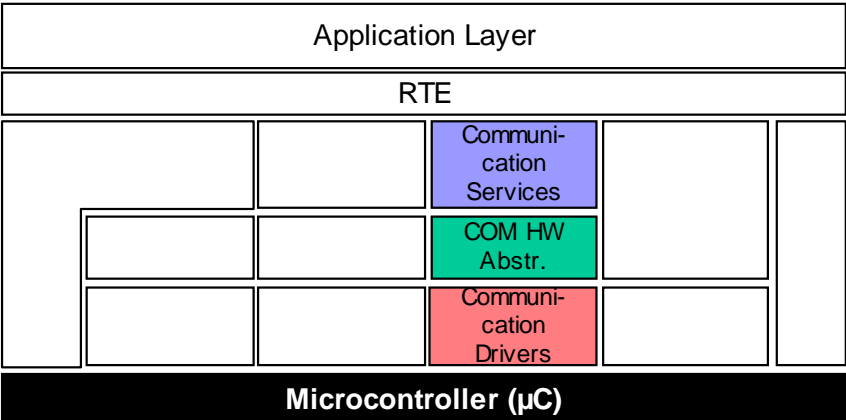 Application Layer
RTE
Communi-
cation
Services
COM HW
Abstr.
Communi-
cation
Drivers
Microcontroller (µC)